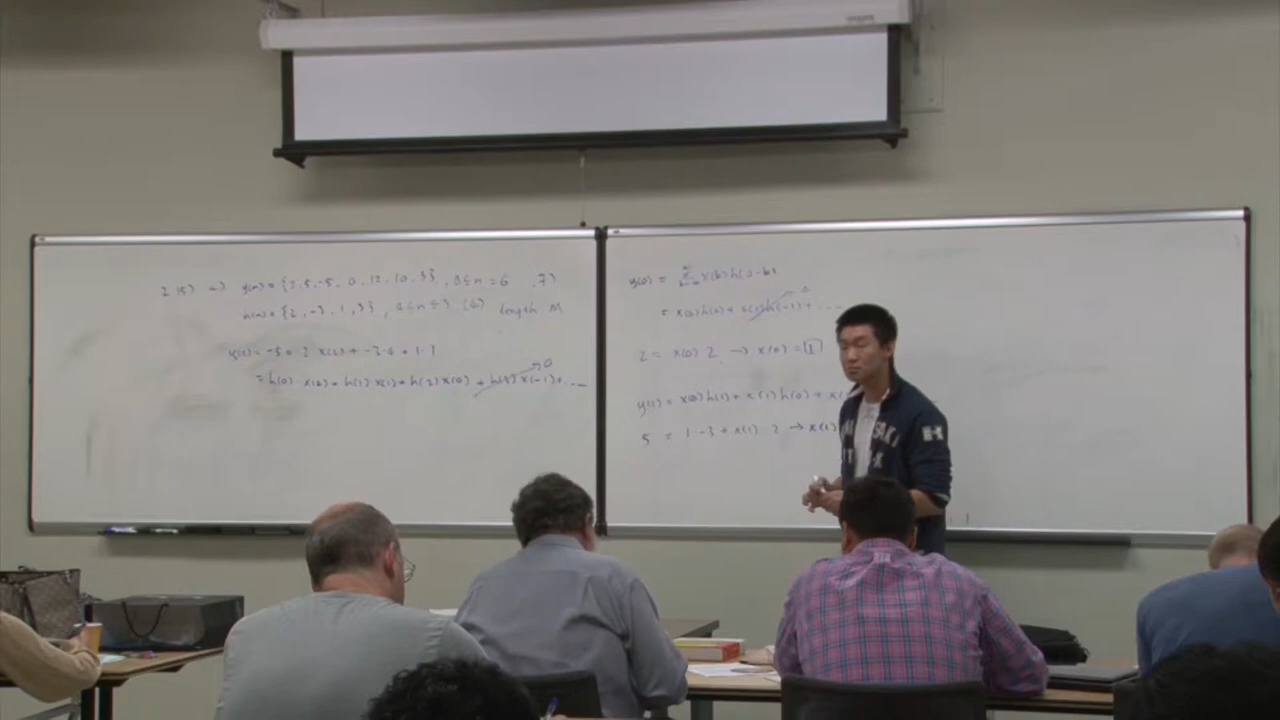 2.15) a) y(n) = {2,5,-5, 0, 12, 10, 3}, 0≤n≤6 , 7)
h(n) = {2, -3, 1, 3}, 0≤n≤3 (4) length M
y(2) = -5 = 2 x(2) + -3·4 + 1·1
= h(0) x(2) + h(1) x(1) + h(2) x(0) + h(3) x(-1) + ....
0
y(0) = Σ x(k) h(0-k)
= x(0) h(0) + x(1) h(-1) + ....
2 = x(0) 2 → x(0) = 1
y(1) = x(0) h(1) + x(1) h(0) +
5 = 1·-3 + x(1) 2 → x(1)
H